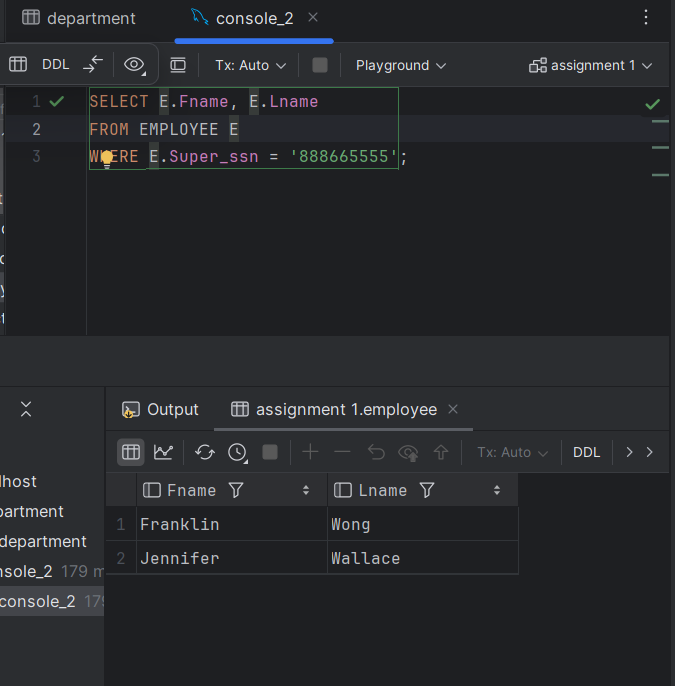 department
console_2
DDL
Tx: Auto
Playground
assignment 1
1 SELECT E.Fname, E.Lname
2 FROM EMPLOYEE E
3 WHERE E.Super_ssn = '888665555';
Output
assignment 1.employee
Tx: Auto
DDL
Fname Lname
1 Franklin Wong
2 Jennifer Wallace
lhost
partment
department
nsole_2 179 m
console_2 179